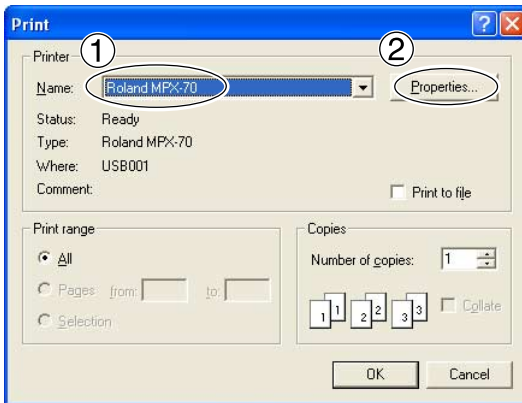 Print
1 2
Printer
Name: Roland MPX-70 Properties...
Status: Ready
Type: Roland MPX-70
Where: USB001
Comment: Print to file
Print range Copies
All Number of copies: 1
Pages from: to:
1 1 2 2 3 3 Collate
Selection
OK Cancel